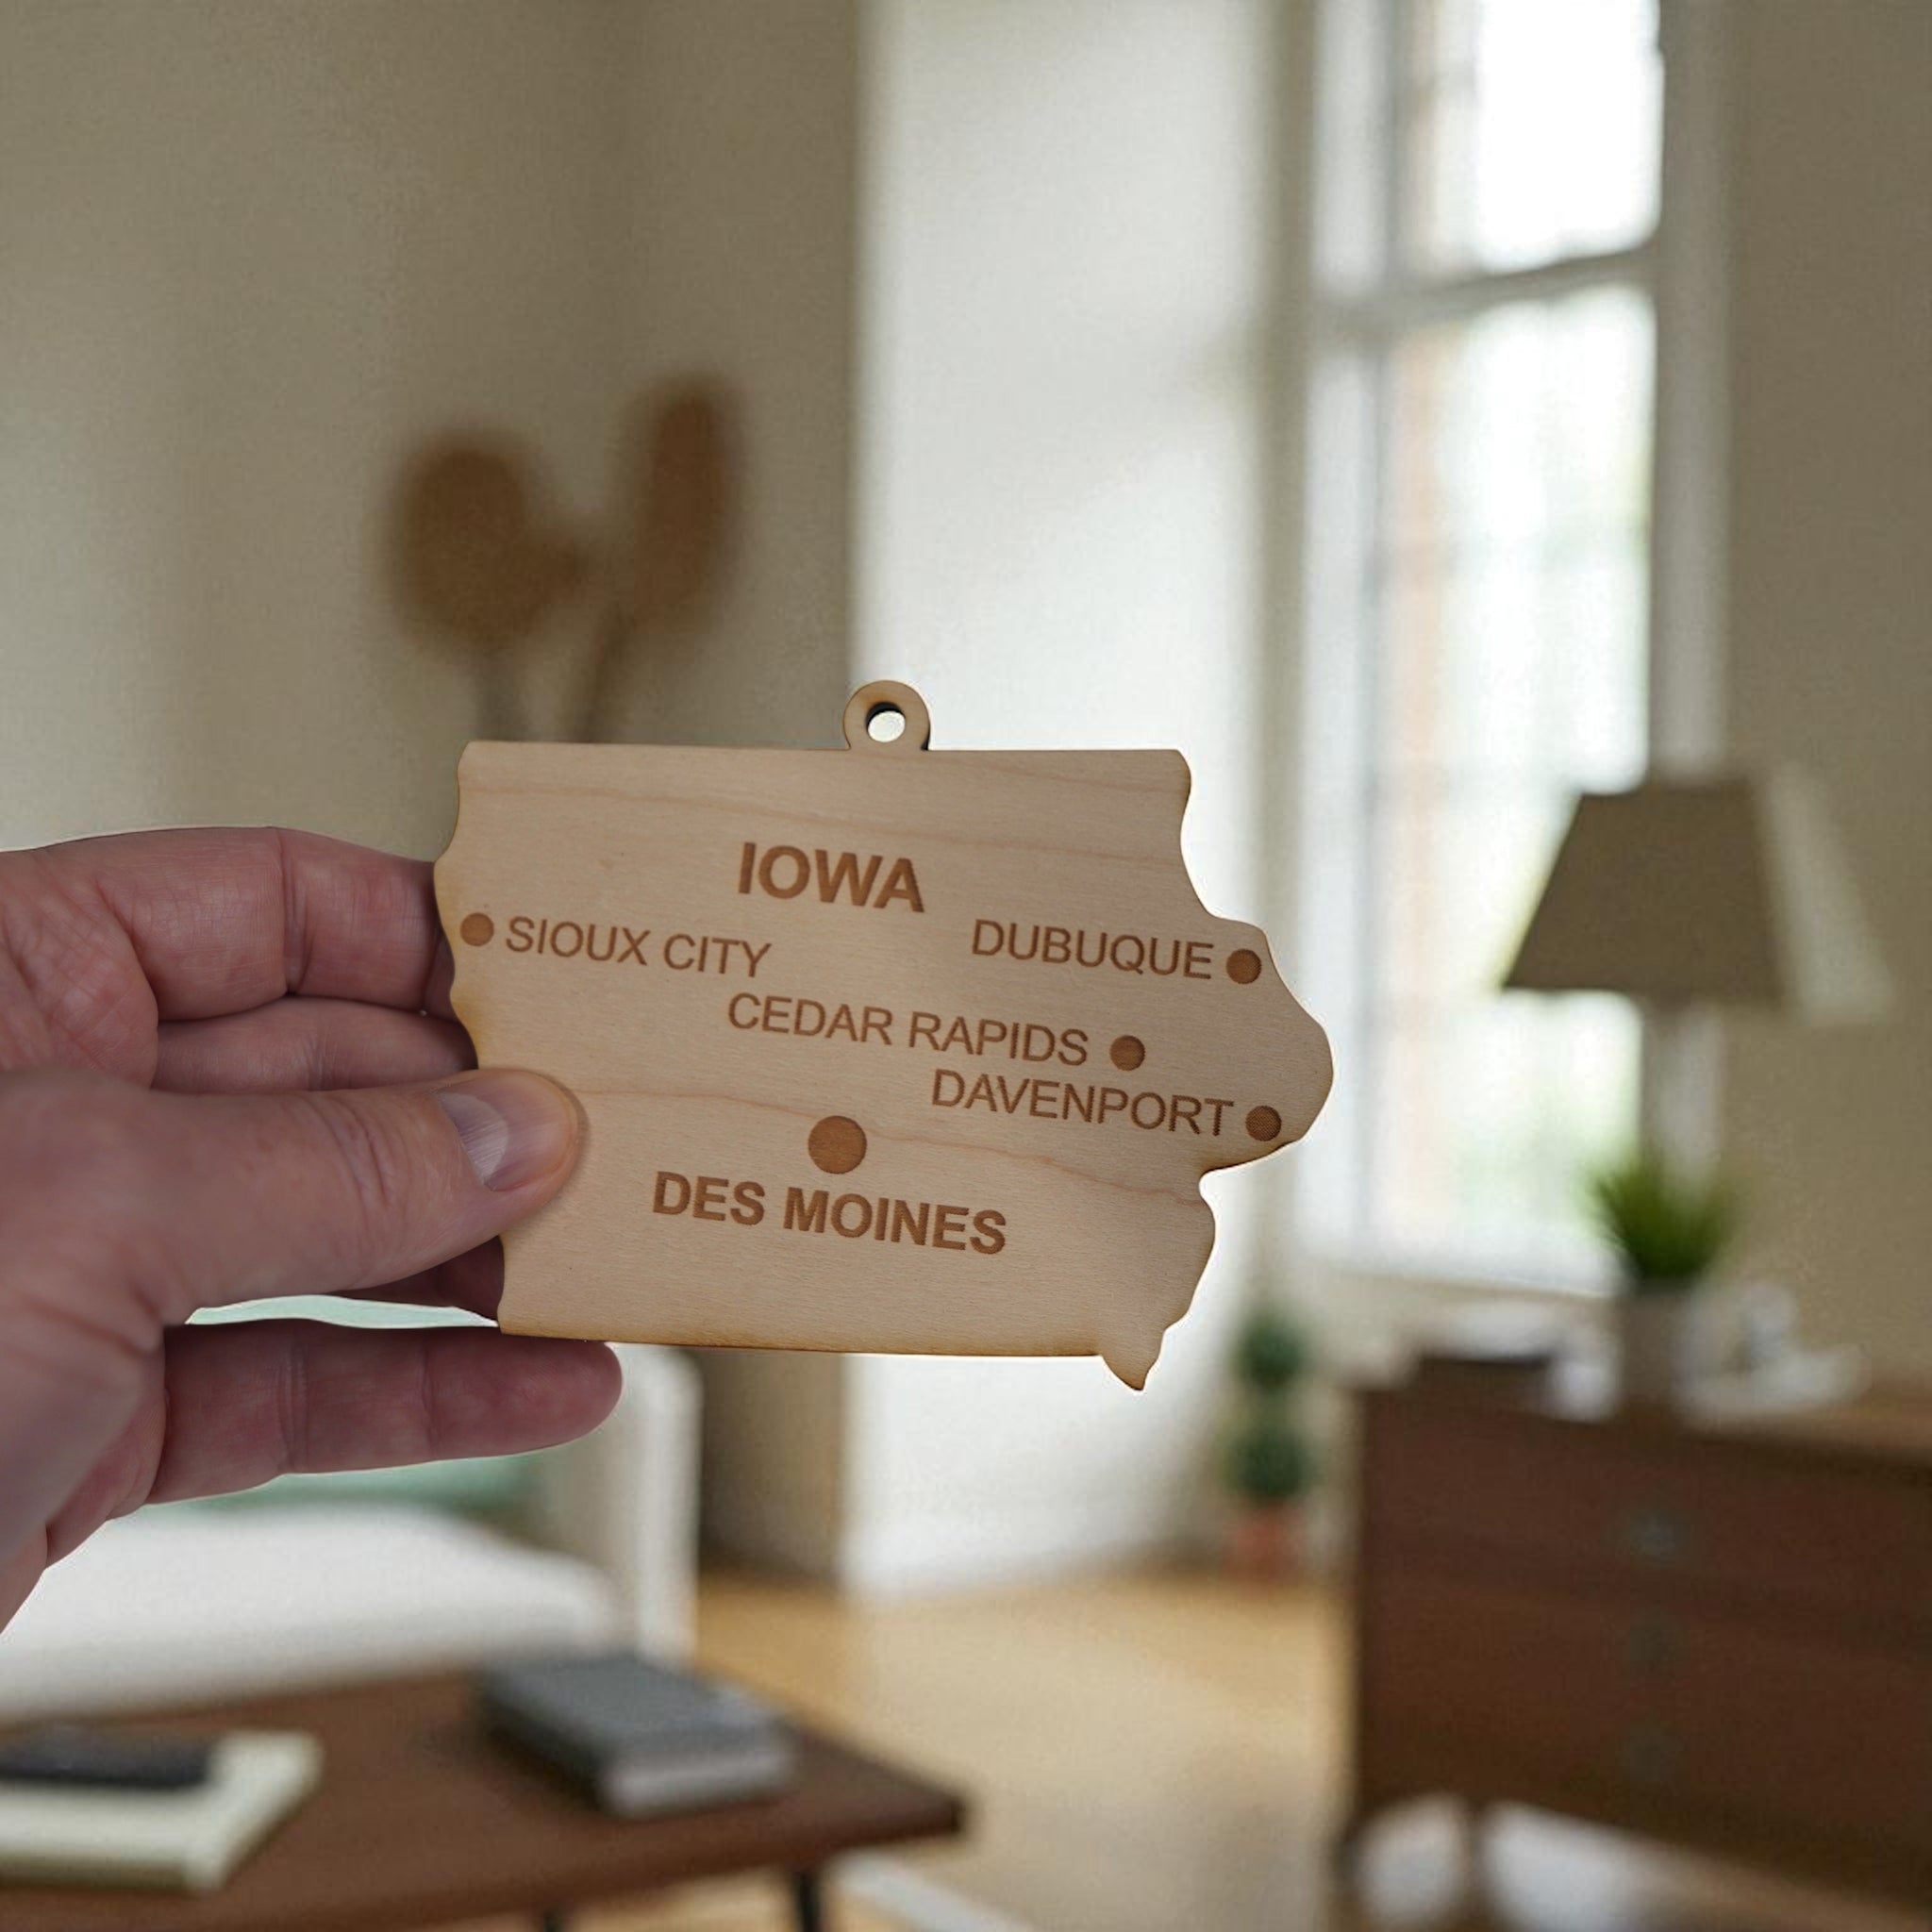 IOWA
SIOUX CITY
DUBUQUE
CEDAR RAPIDS
DAVENPORT
DES MOINES